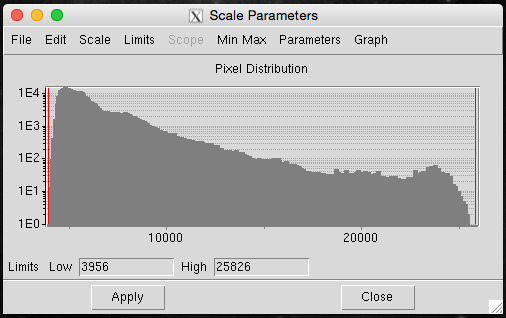 Scale Parameters
File Edit Scale Limits Scope Min Max Parameters Graph
Pixel Distribution
1E4
1E3
1E2
1E1
1E0
10000 20000
Limits Low 3956 High 25826
Apply Close